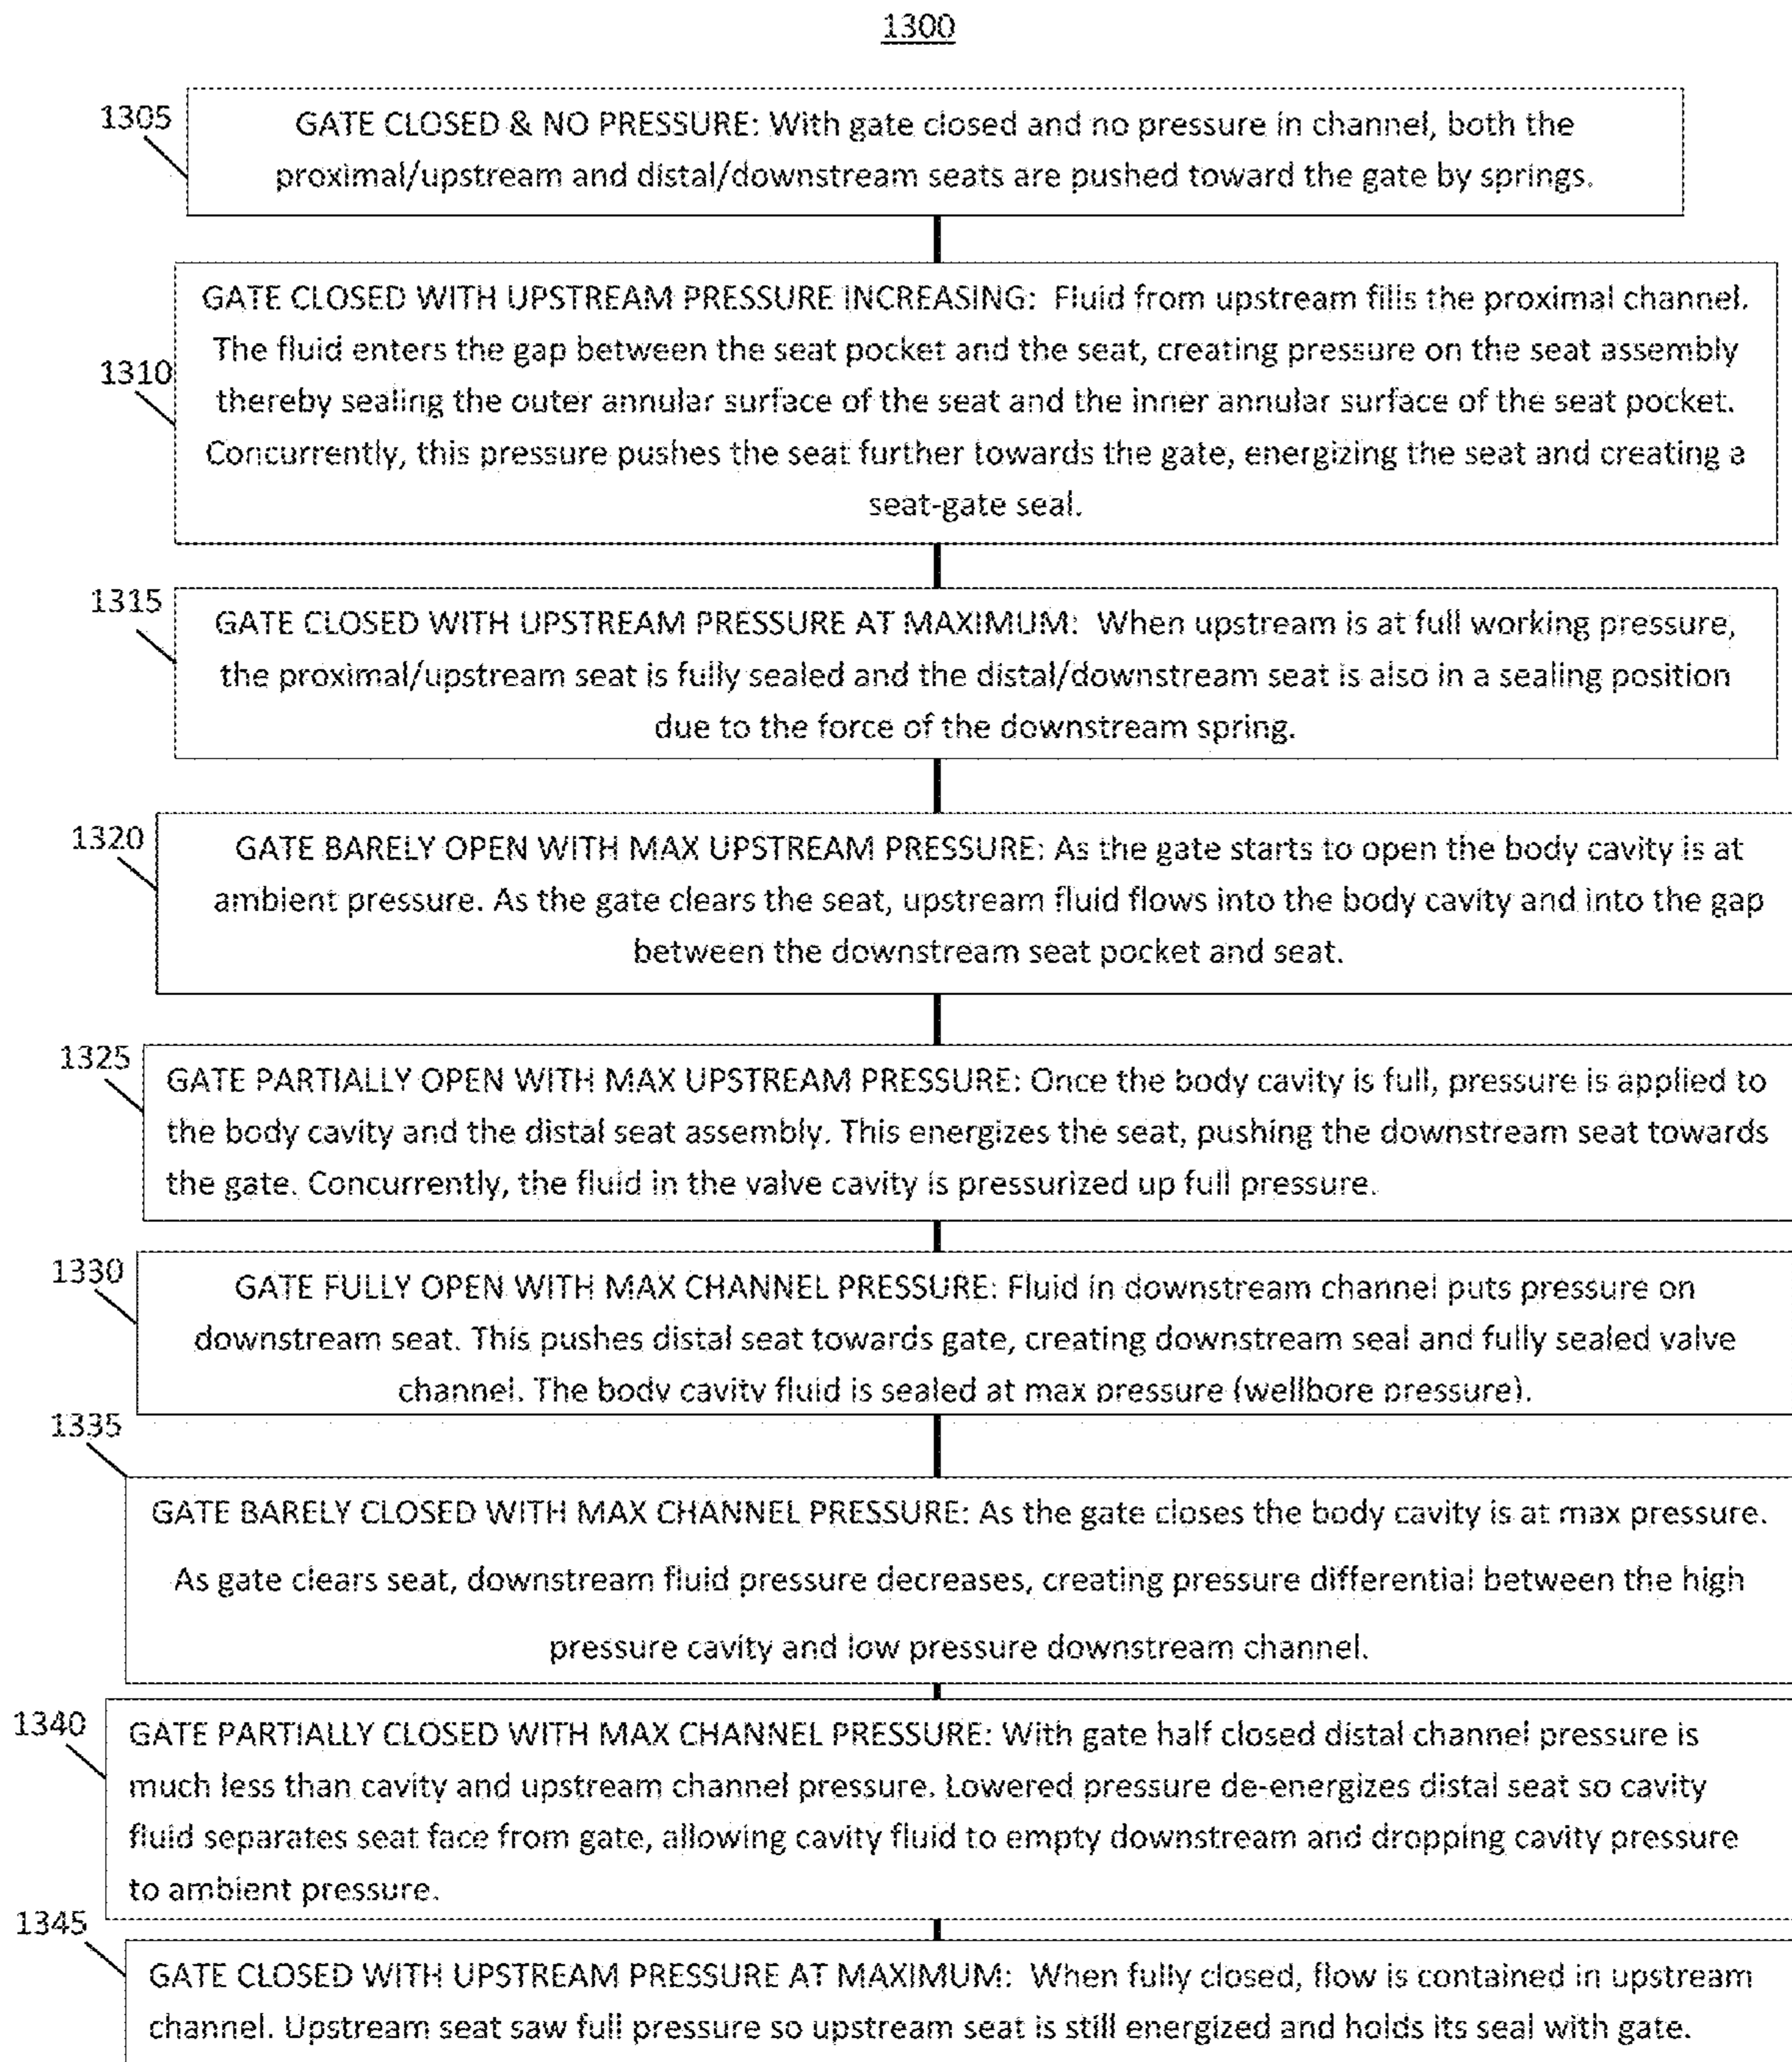 1300
1305
GATE CLOSED & NO PRESSURE: With gate closed and no pressure in channel, both the
proximal/upstream and distal/downstream seats are pushed toward the gate by springs.
1310
GATE CLOSED WITH UPSTREAM PRESSURE INCREASING: Fluid from upstream fills the proximal channel.
The fluid enters the gap between the seat pocket and the seat, creating pressure on the seat assembly
thereby sealing the outer annular surface of the seat and the inner annular surface of the seat pocket.
Concurrently, this pressure pushes the seat further towards the gate, energizing the seat and creating a
seat-gate seal.
1315
GATE CLOSED WITH UPSTREAM PRESSURE AT MAXIMUM: When upstream is at full working pressure,
the proximal/upstream seat is fully sealed and the distal/downstream seat is also in a sealing position
due to the force of the downstream spring.
1320
GATE BARELY OPEN WITH MAX UPSTREAM PRESSURE: As the gate starts to open the body cavity is at
ambient pressure. As the gate clears the seat, upstream fluid flows into the body cavity and into the gap
between the downstream seat pocket and seat.
1325
GATE PARTIALLY OPEN WITH MAX UPSTREAM PRESSURE: Once the body cavity is full, pressure is applied to
the body cavity and the distal seat assembly. This energizes the seat, pushing the downstream seat towards
the gate. Concurrently, the fluid in the valve cavity is pressurized up full pressure.
1330
GATE FULLY OPEN WITH MAX CHANNEL PRESSURE: Fluid in downstream channel puts pressure on
downstream seat. This pushes distal seat towards gate, creating downstream seal and fully sealed valve
channel. The body cavity fluid is sealed at max pressure (wellbore pressure).
1335
GATE BARELY CLOSED WITH MAX CHANNEL PRESSURE: As the gate closes the body cavity is at max pressure.
As gate clears seat, downstream fluid pressure decreases, creating pressure differential between the high
pressure cavity and low pressure downstream channel.
1340
GATE PARTIALLY CLOSED WITH MAX CHANNEL PRESSURE: With gate half closed distal channel pressure is
much less than cavity and upstream channel pressure. Lowered pressure de-energizes distal seat so cavity
fluid separates seat face from gate, allowing cavity fluid to empty downstream and dropping cavity pressure
to ambient pressure.
1345
GATE CLOSED WITH UPSTREAM PRESSURE AT MAXIMUM: When fully closed, flow is contained in upstream
channel. Upstream seat saw full pressure so upstream seat is still energized and holds its seal with gate.